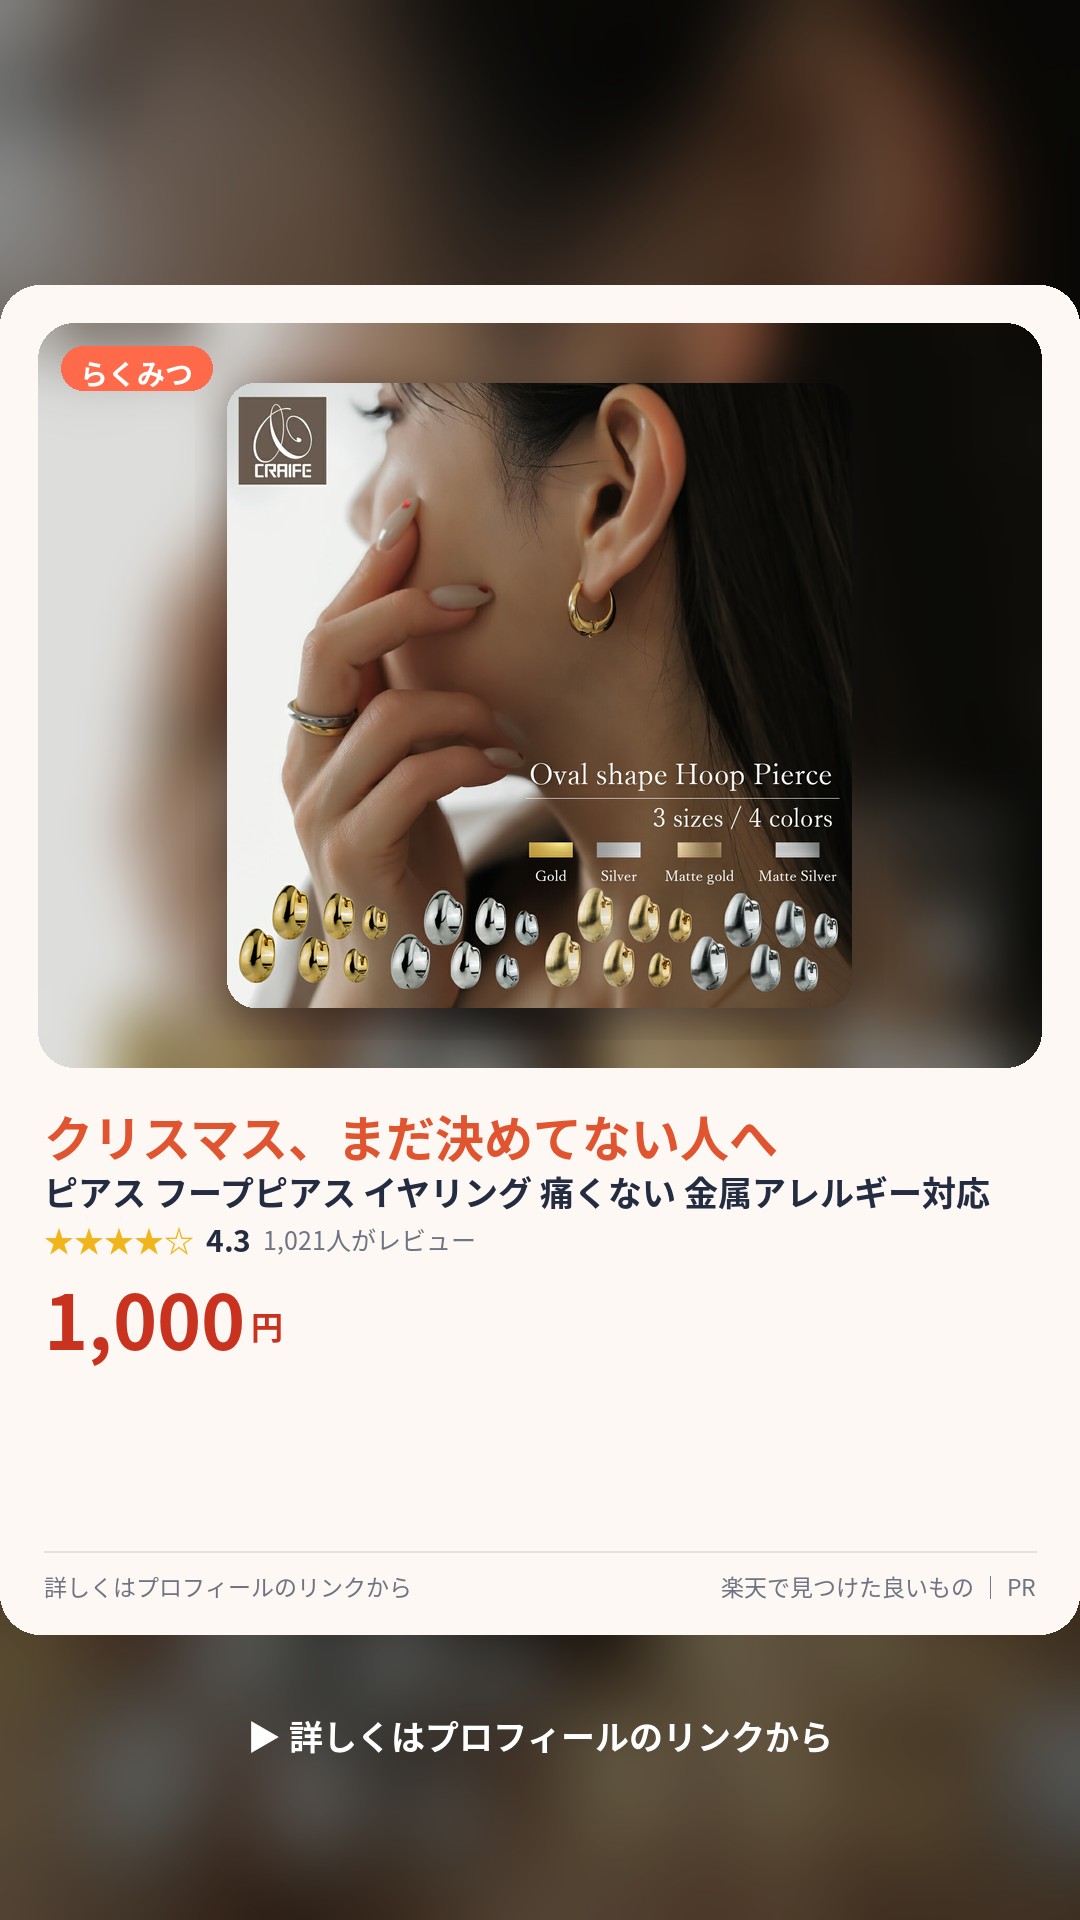 らくみつ
CRAIFE
Oval shape Hoop Pierce
3 sizes / 4 colors
Gold Silver Matte gold Matte Silver
クリスマス、まだ決めてない人へ
ピアス フープピアス イヤリング 痛くない 金属アレルギー対応
★★★★☆ 4.3 1,021人がレビュー
1,000円
詳しくはプロフィールのリンクから
楽天で見つけた良いもの｜PR
▶ 詳しくはプロフィールのリンクから